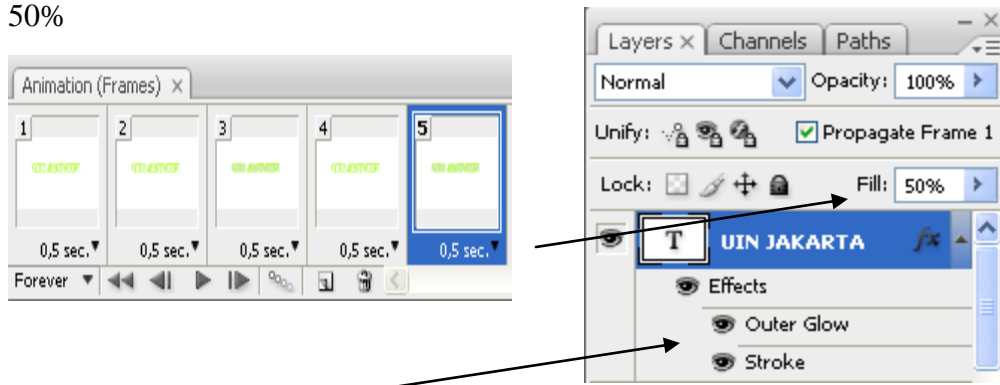 50%
Animation (Frames) ×
1 2 3 4 5
0,5 sec. 0,5 sec. 0,5 sec. 0,5 sec. 0,5 sec.
Forever
Layers × Channels Paths
Normal Opacity: 100%
Unify: Propagate Frame 1
Lock: Fill: 50%
T UIN JAKARTA fx
Effects
Outer Glow
Stroke